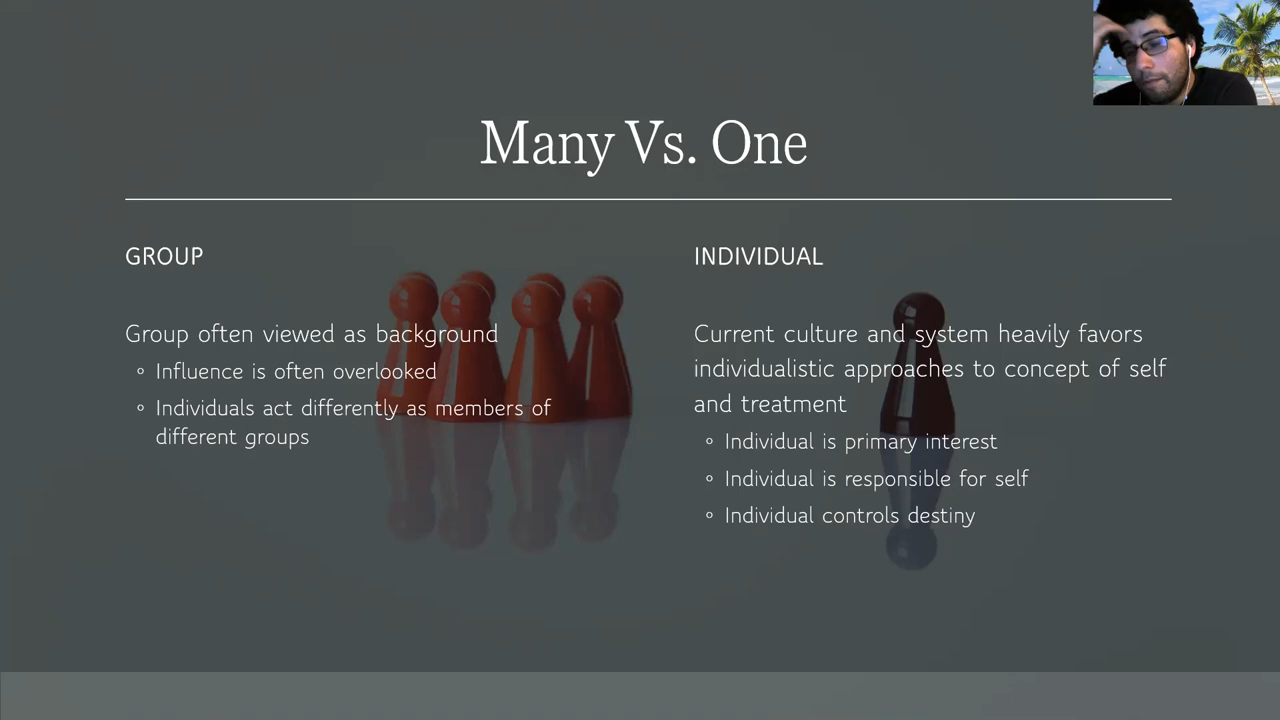 Many Vs. One
GROUP
Group often viewed as background
◦ Influence is often overlooked
◦ Individuals act differently as members of
different groups
INDIVIDUAL
Current culture and system heavily favors
individualistic approaches to concept of self
and treatment
◦ Individual is primary interest
◦ Individual is responsible for self
◦ Individual controls destiny